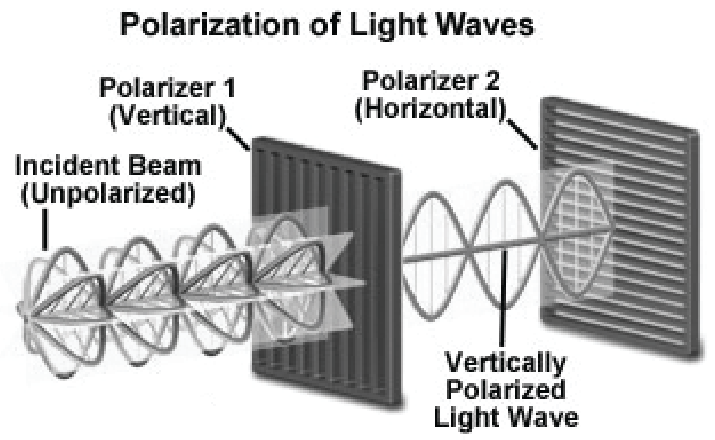 Polarization of Light Waves
Polarizer 1
(Vertical)
Polarizer 2
(Horizontal)
Incident Beam
(Unpolarized)
Vertically
Polarized
Light Wave